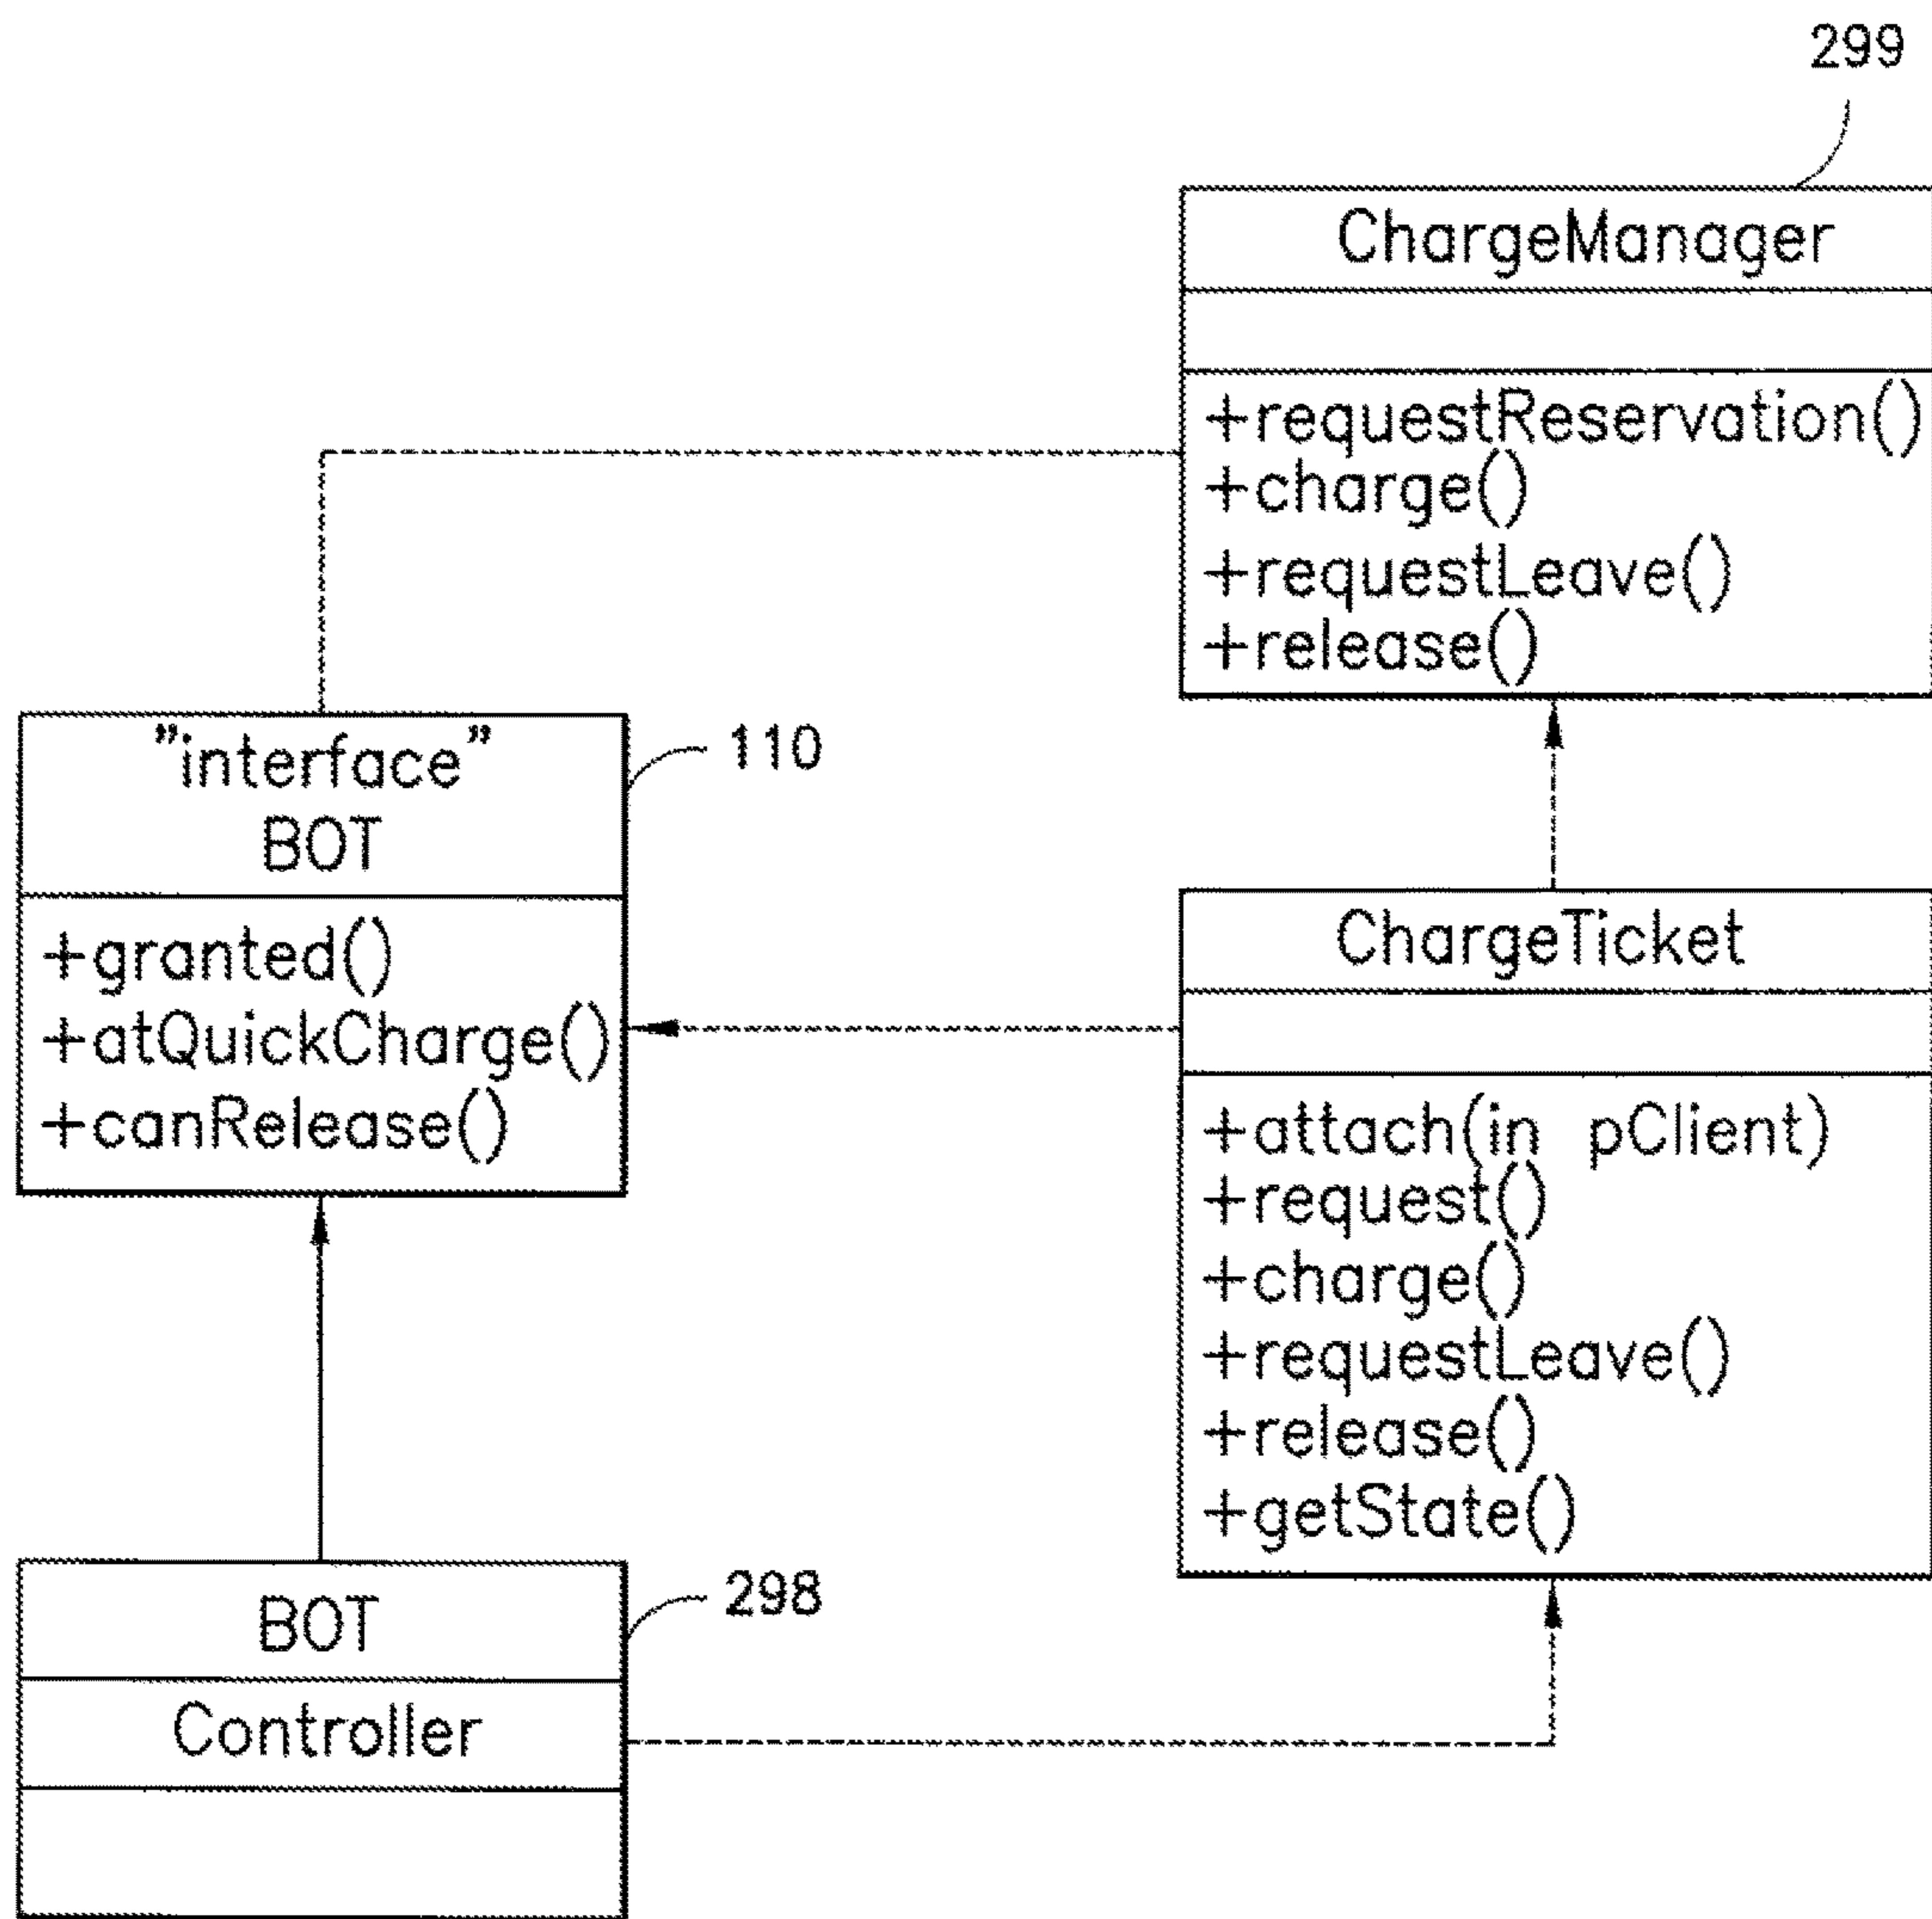 299
ChargeManager
+requestReservation()
+charge()
+requestLeave()
+release()
"interface"
BOT
110
+granted()
+atQuickCharge()
+canRelease()
ChargeTicket
+attach(in pClient)
+request()
+charge()
+requestLeave()
+release()
+getState()
BOT
298
Controller